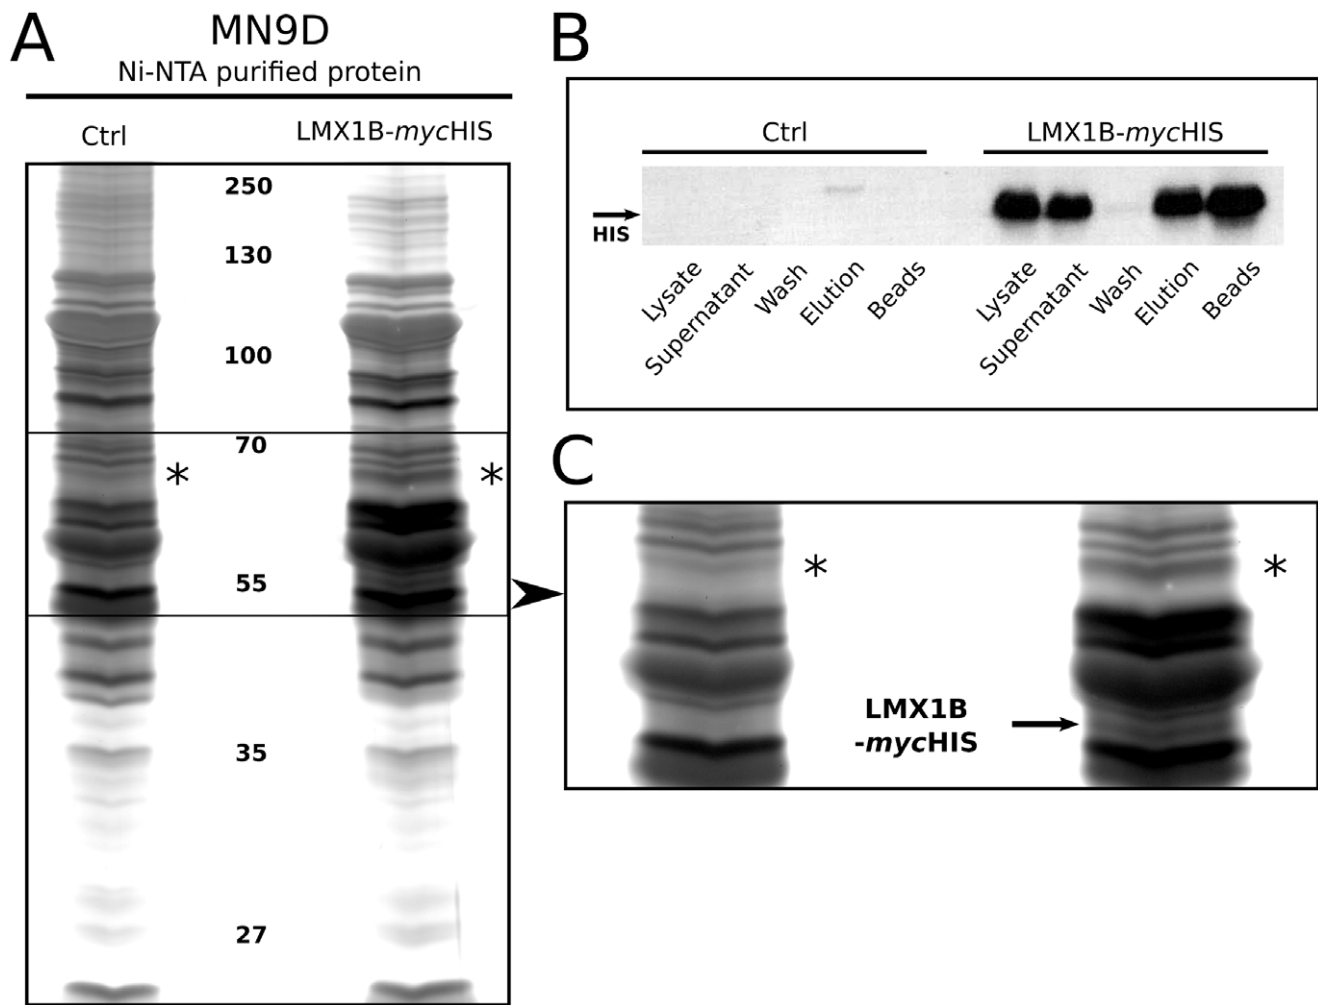 A
MN9D
Ni-NTA purified protein
Ctrl
LMX1B-mycHIS
250
130
100
70
*
*
55
35
27
B
Ctrl
LMX1B-mycHIS
HIS
Lysate
Supernatant
Wash
Elution
Beads
Lysate
Supernatant
Wash
Elution
Beads
C
*
*
LMX1B
-mycHIS